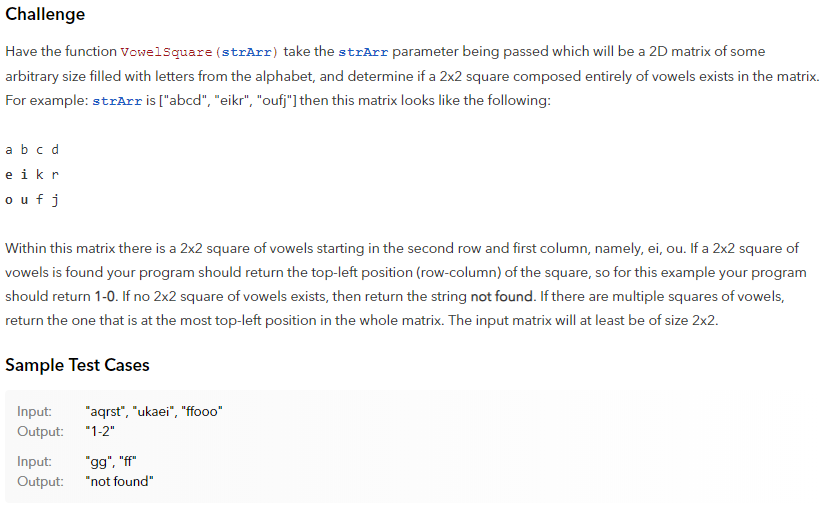 Challenge
Have the function VowelSquare(strArr) take the strArr parameter being passed which will be a 2D matrix of some
arbitrary size filled with letters from the alphabet, and determine if a 2x2 square composed entirely of vowels exists in the matrix.
For example: strArr is ["abcd", "eikr", "oufj"] then this matrix looks like the following:
a b c d
e i k r
o u f j
Within this matrix there is a 2x2 square of vowels starting in the second row and first column, namely, ei, ou. If a 2x2 square of
vowels is found your program should return the top-left position (row-column) of the square, so for this example your program
should return 1-0. If no 2x2 square of vowels exists, then return the string not found. If there are multiple squares of vowels,
return the one that is at the most top-left position in the whole matrix. The input matrix will at least be of size 2x2.
Sample Test Cases
Input: "aqrst", "ukaei", "ffooo"
Output: "1-2"
Input: "gg", "ff"
Output: "not found"